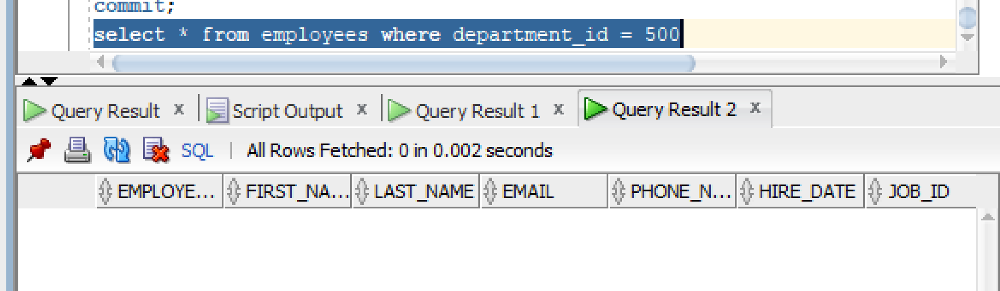 commit;
select * from employees where department_id = 500
Query Result x Script Output x Query Result 1 x Query Result 2 x
SQL | All Rows Fetched: 0 in 0.002 seconds
EMPLOYE... FIRST_NA... LAST_NAME EMAIL PHONE_N... HIRE_DATE JOB_ID